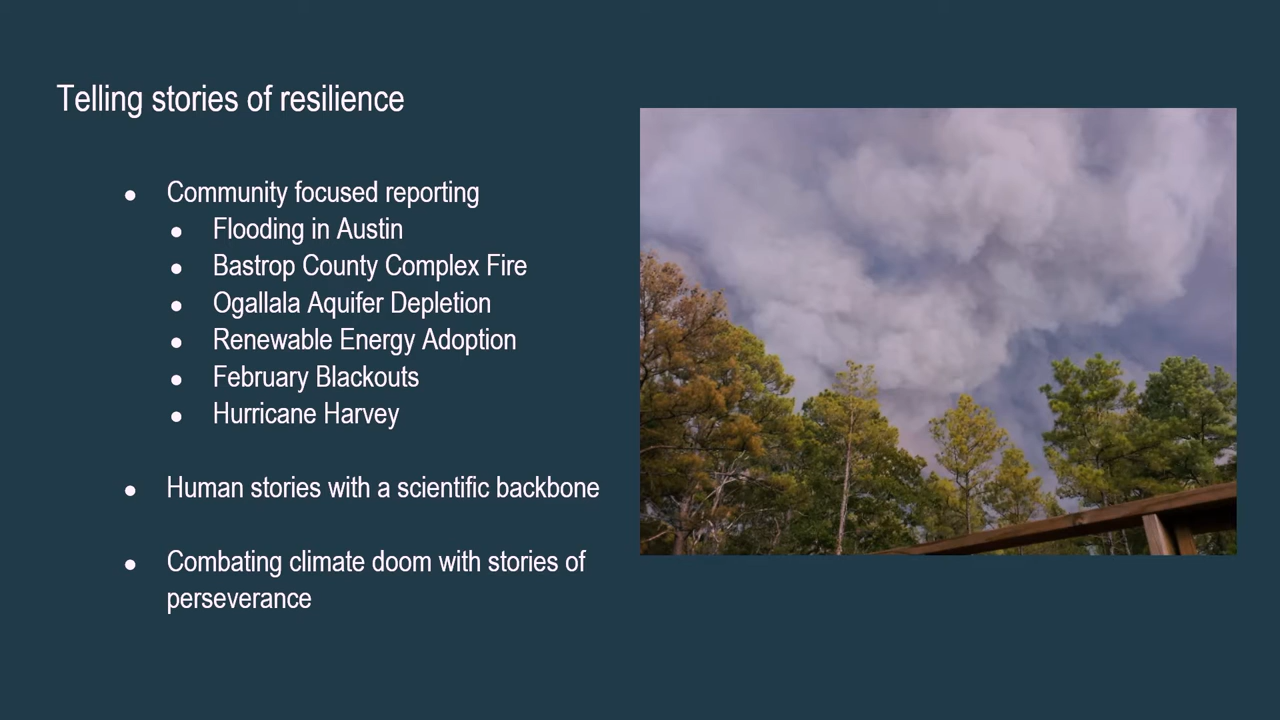 Telling stories of resilience
● Community focused reporting
● Flooding in Austin
● Bastrop County Complex Fire
● Ogallala Aquifer Depletion
● Renewable Energy Adoption
● February Blackouts
● Hurricane Harvey
● Human stories with a scientific backbone
● Combating climate doom with stories of
perseverance